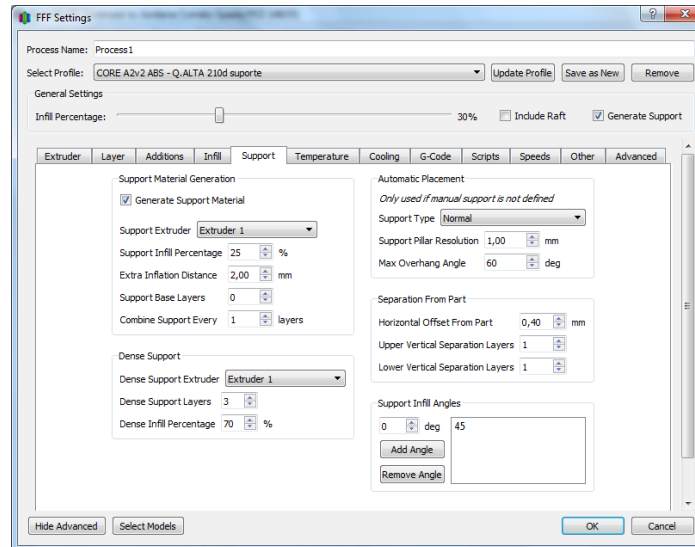 FFF Settings
Process Name: Process1
Select Profile: CORE A2v2 ABS - Q.ALTA 210d suporte Update Profile Save as New Remove
General Settings
Infill Percentage: 30% Include Raft Generate Support
Extruder Layer Additions Infill Support Temperature Cooling G-Code Scripts Speeds Other Advanced
Support Material Generation
Generate Support Material
Support Extruder Extruder 1
Support Infill Percentage 25 %
Extra Inflation Distance 2,00 mm
Support Base Layers 0
Combine Support Every 1 layers
Dense Support
Dense Support Extruder Extruder 1
Dense Support Layers 3
Dense Infill Percentage 70 %
Automatic Placement
Only used if manual support is not defined
Support Type Normal
Support Pillar Resolution 1,00 mm
Max Overhang Angle 60 deg
Separation From Part
Horizontal Offset From Part 0,40 mm
Upper Vertical Separation Layers 1
Lower Vertical Separation Layers 1
Support Infill Angles
0 deg 45
Add Angle
Remove Angle
Hide Advanced Select Models OK Cancel